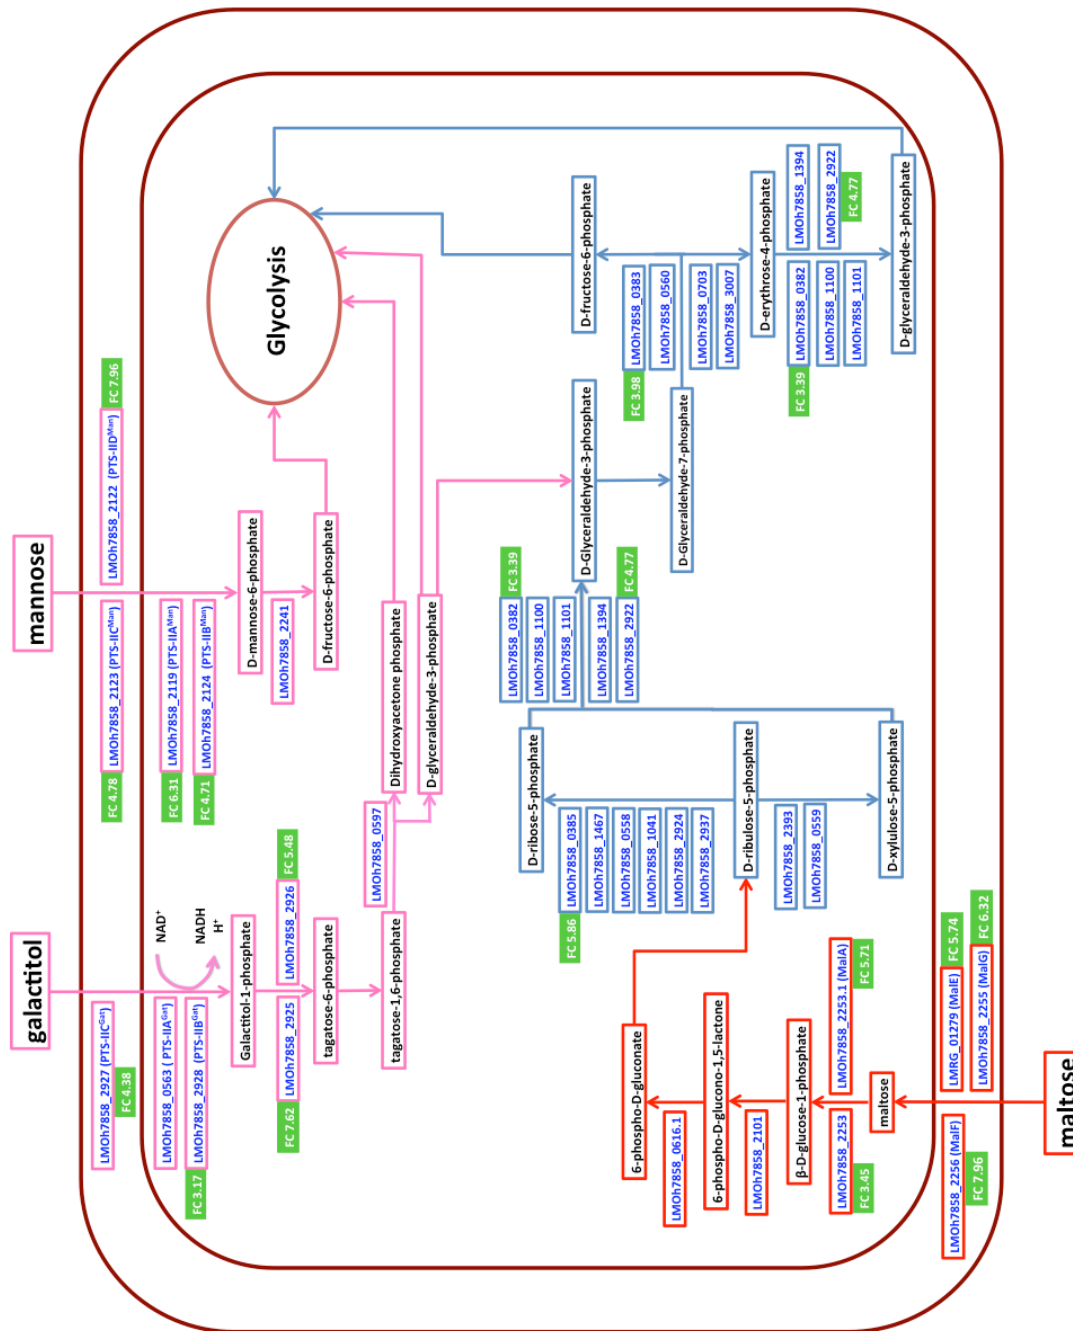 galactitol
LMOh7858_2927 (PTS-IIC^Gat)
FC 4.38
NAD⁺
NADH
H⁺
LMOh7858_0563 ( PTS-IIA^Gat)
LMOh7858_2928 (PTS-IIB^Gat)
FC 3.17
Galactitol-1-phosphate
FC 7.62
LMOh7858_2925
LMOh7858_2926
FC 5.48
tagatose-6-phosphate
tagatose-1,6-phosphate
LMOh7858_0597
Dihydroxyacetone phosphate
D-glyceraldehyde-3-phosphate
mannose
FC 4.78
LMOh7858_2123 (PTS-IIC^Man)
LMOh7858_2122 (PTS-IID^Man)
FC 7.96
FC 6.31
LMOh7858_2119 (PTS-IIA^Man)
FC 4.71
LMOh7858_2124 (PTS-IIB^Man)
D-mannose-6-phosphate
LMOh7858_2241
D-fructose-6-phosphate
Glycolysis
maltose
LMOh7858_2256 (MalF)
FC 7.96
LMRG_01279 (MalE)
FC 5.74
LMOh7858_2255 (MalG)
FC 6.32
maltose
LMOh7858_2253
FC 3.45
LMOh7858_2253.1 (MalA)
FC 5.71
β-D-glucose-1-phosphate
LMOh7858_2101
6-phospho-D-glucono-1,5-lactone
LMOh7858_0616.1
6-phospho-D-gluconate
D-ribose-5-phosphate
FC 5.86
LMOh7858_0385
LMOh7858_1467
LMOh7858_0558
LMOh7858_1041
LMOh7858_2924
LMOh7858_2937
D-ribulose-5-phosphate
LMOh7858_2393
LMOh7858_0559
D-xylulose-5-phosphate
LMOh7858_0382
FC 3.39
LMOh7858_1100
LMOh7858_1101
LMOh7858_1394
LMOh7858_2922
FC 4.77
D-Glyceraldehyde-3-phosphate
D-Glyceraldehyde-7-phosphate
D-fructose-6-phosphate
FC 3.98
LMOh7858_0383
LMOh7858_0560
LMOh7858_0703
LMOh7858_3007
D-erythrose-4-phosphate
FC 3.39
LMOh7858_0382
LMOh7858_1100
LMOh7858_1101
LMOh7858_1394
LMOh7858_2922
FC 4.77
D-glyceraldehyde-3-phosphate